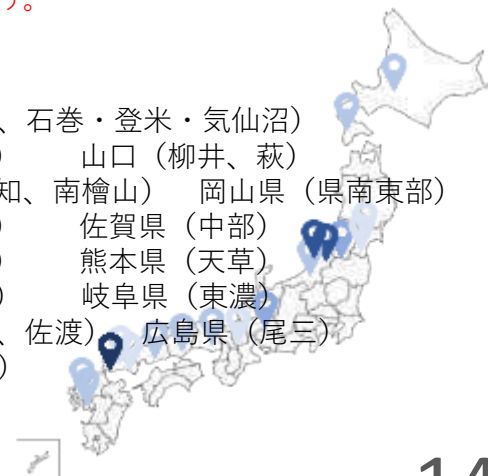 す。
、石巻・登米・気仙沼）
） 山口（柳井、萩）
知、南檜山） 岡山県（県南東部）
） 佐賀県（中部）
） 熊本県（天草）
） 岐阜県（東濃）
、佐渡） 広島県（尾三）
）
14